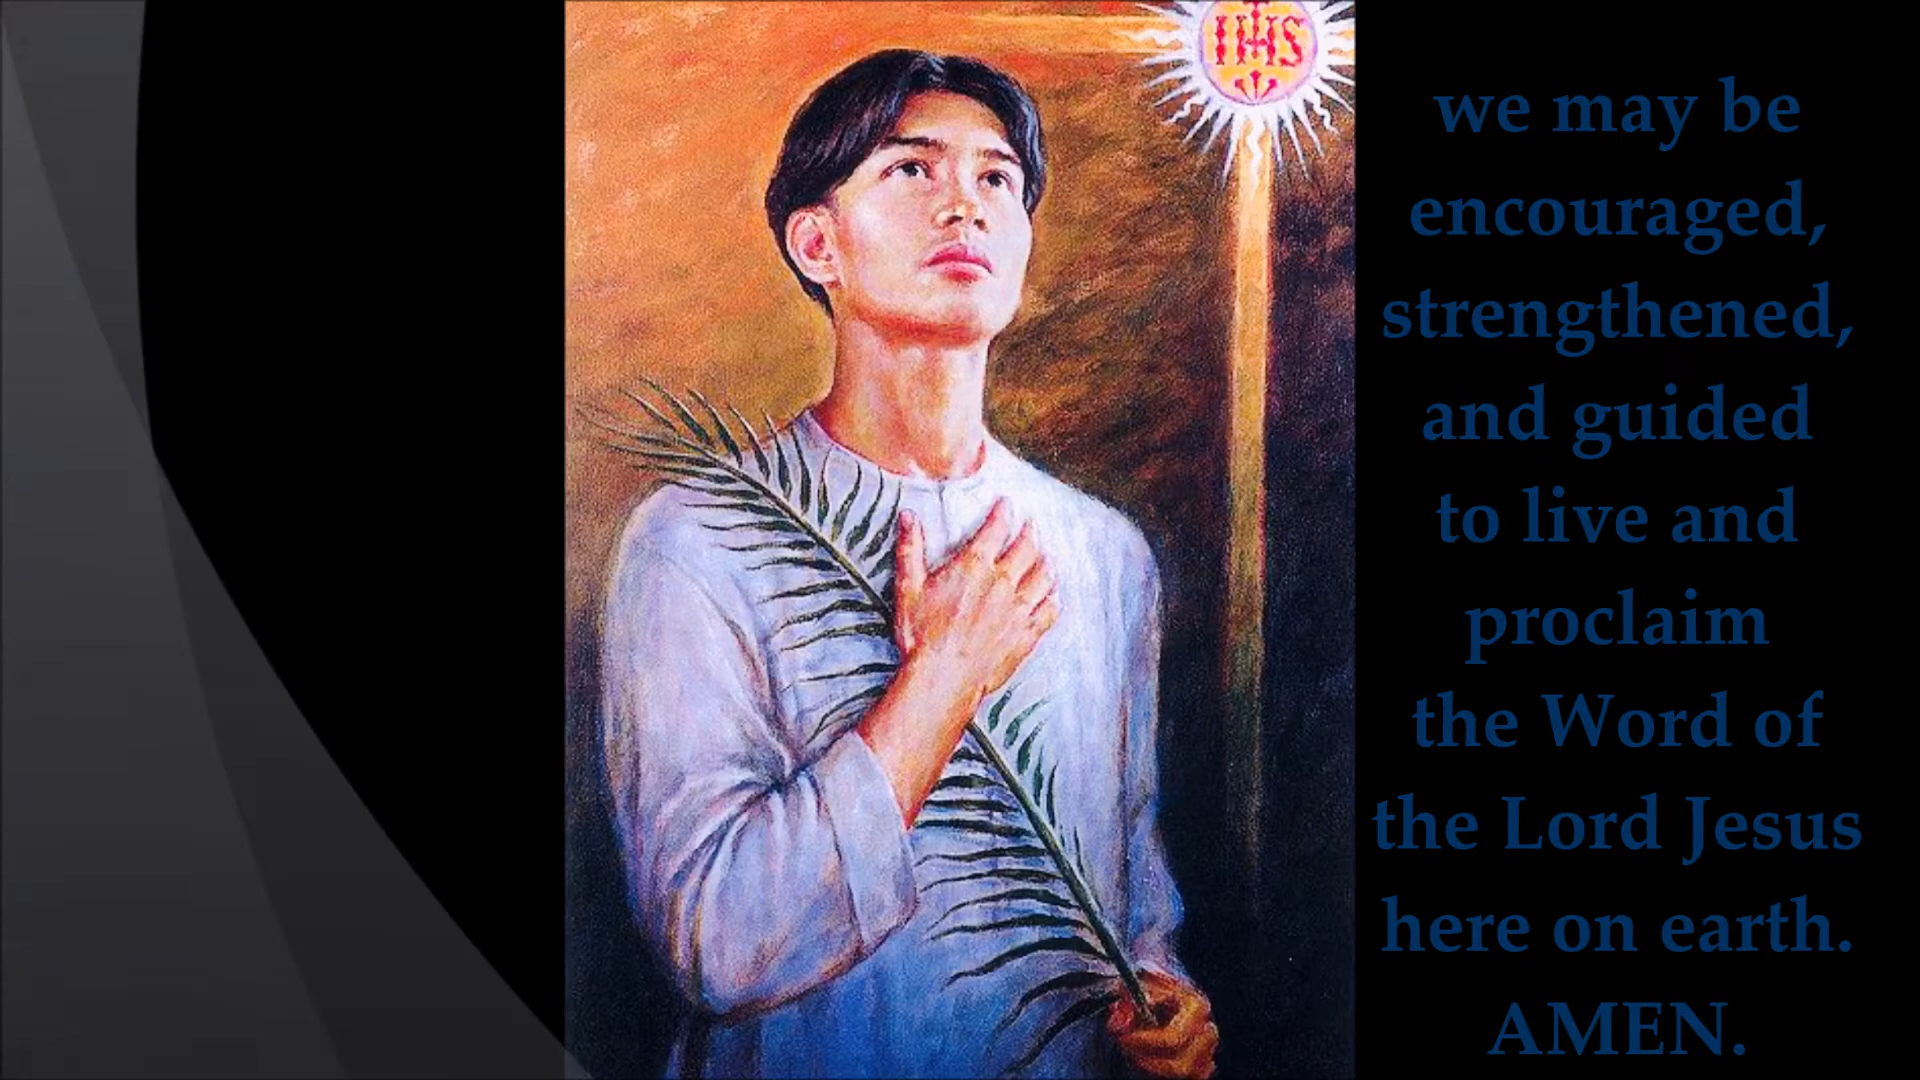 IHS
we may be
encouraged,
strengthened,
and guided
to live and
proclaim
the Word of
the Lord Jesus
here on earth.
AMEN.